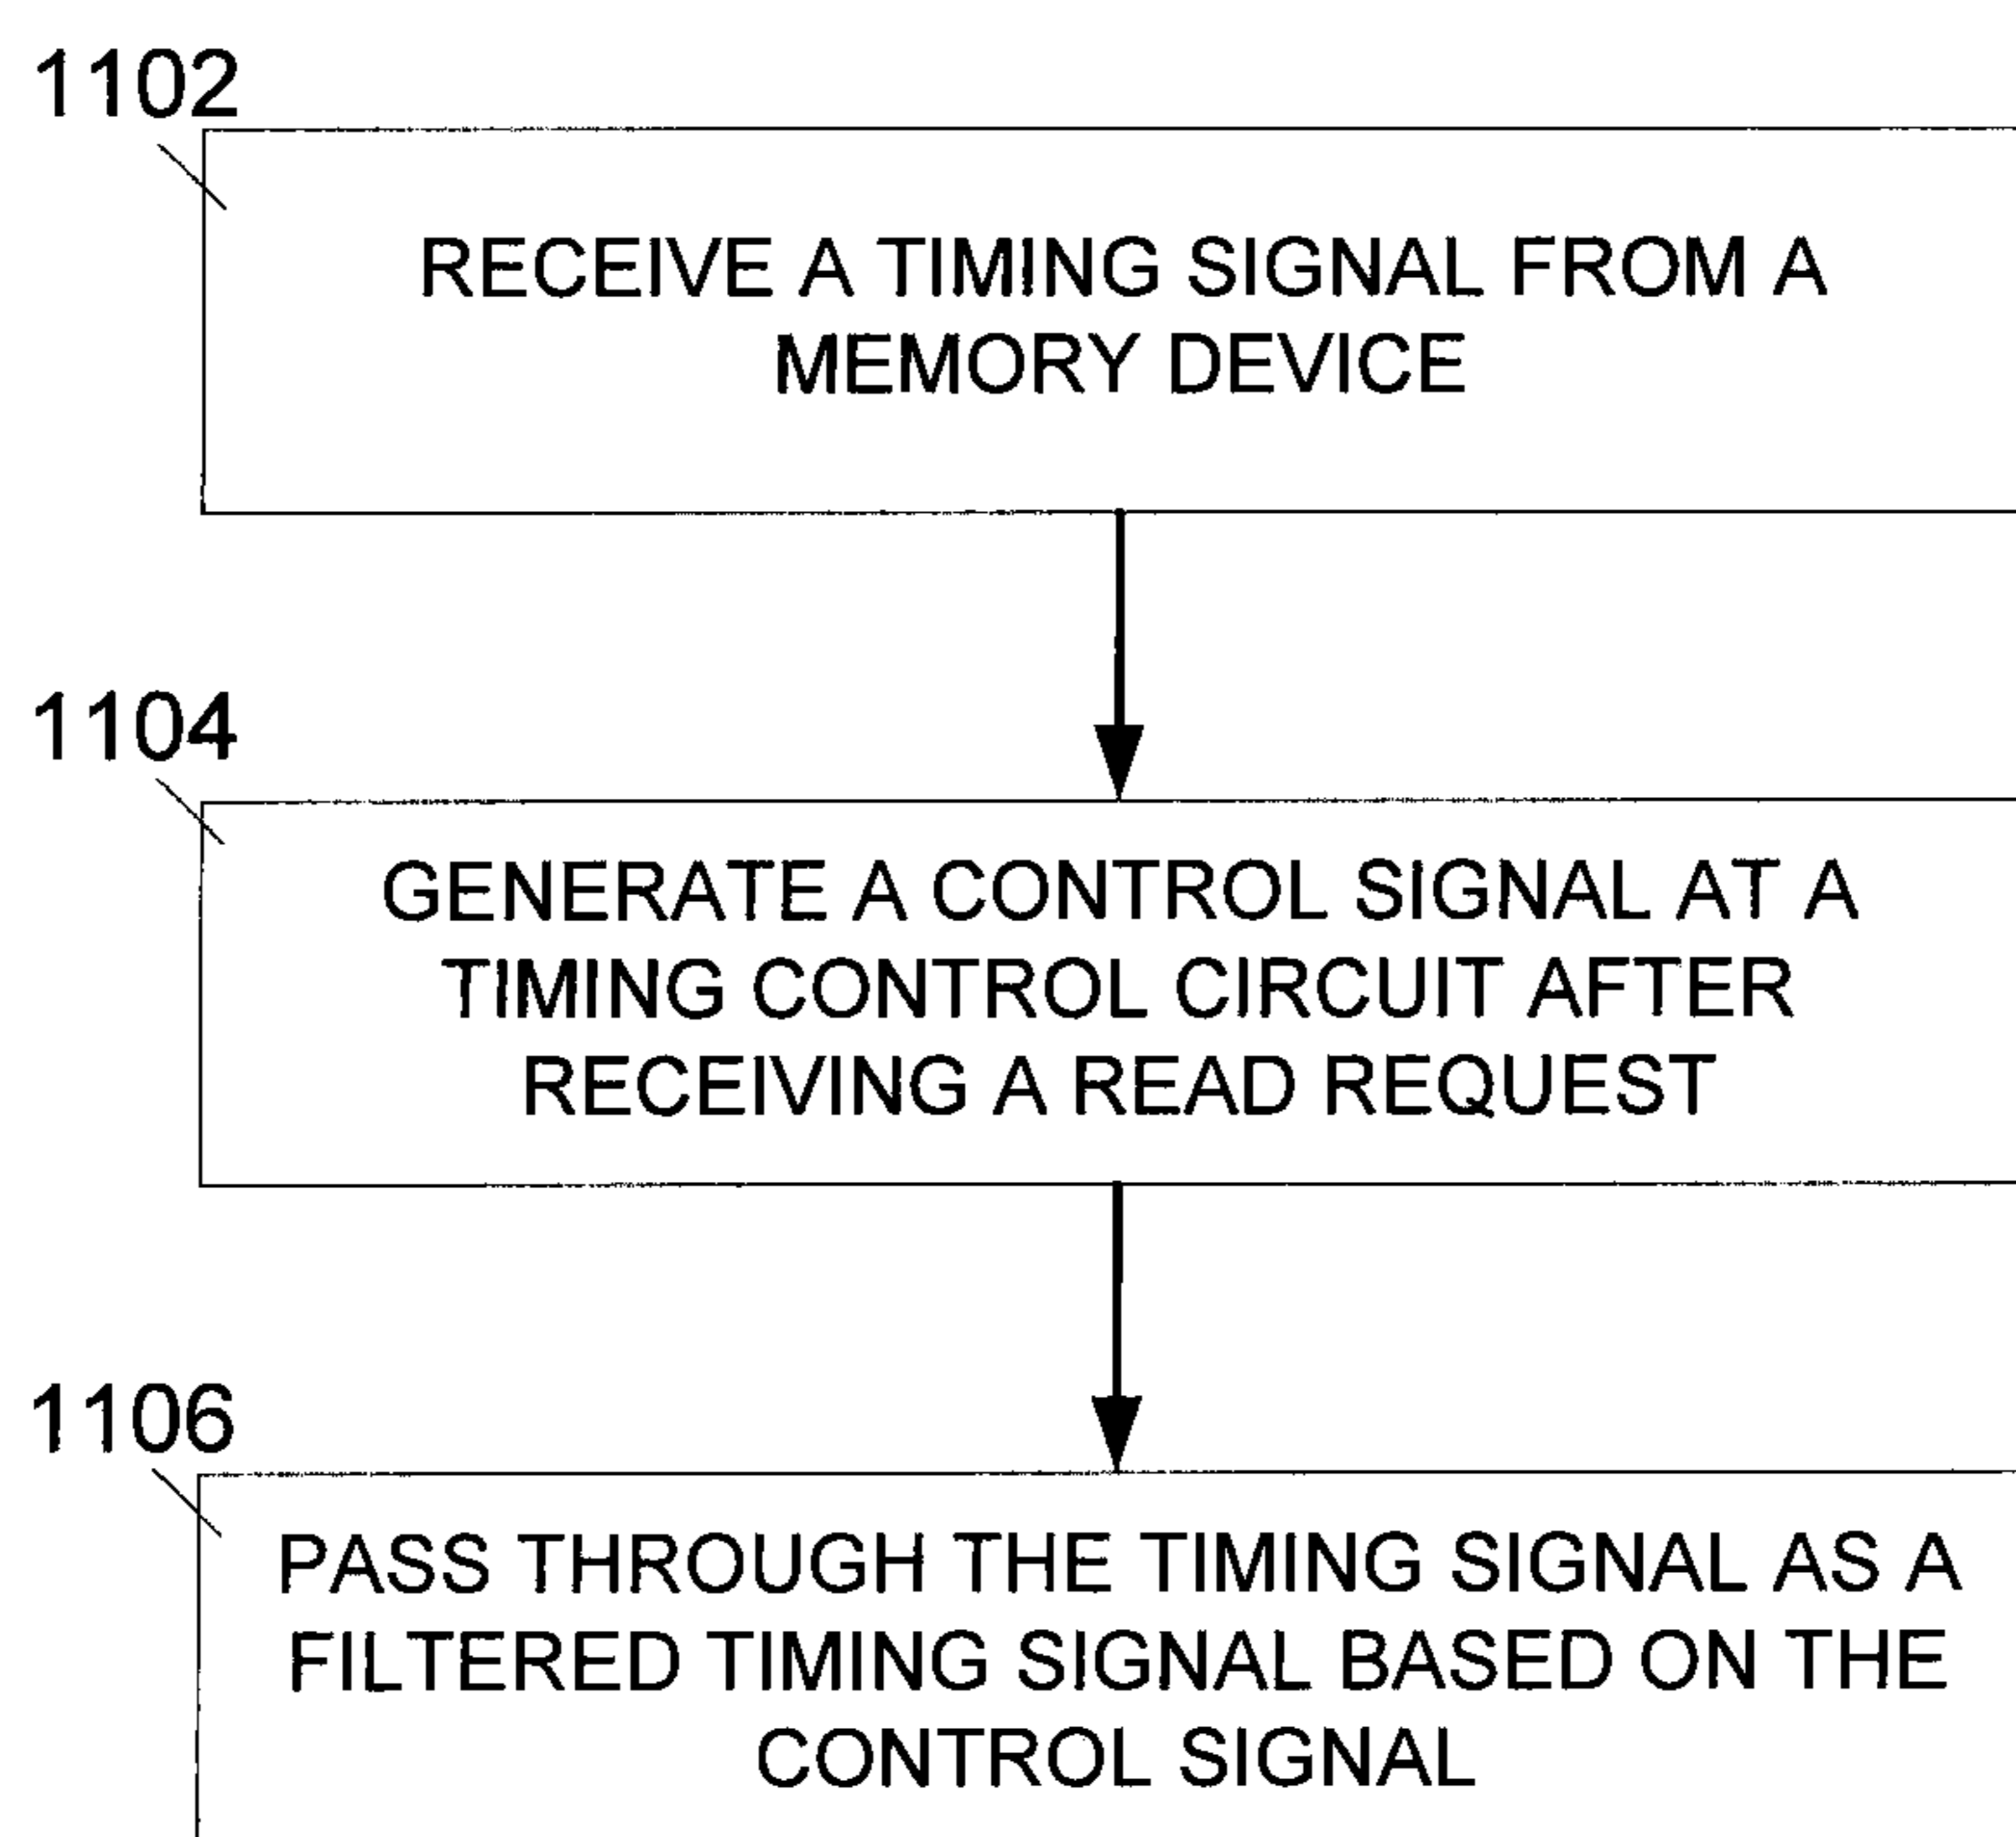 1102
RECEIVE A TIMING SIGNAL FROM A
MEMORY DEVICE
1104
GENERATE A CONTROL SIGNAL AT A
TIMING CONTROL CIRCUIT AFTER
RECEIVING A READ REQUEST
1106
PASS THROUGH THE TIMING SIGNAL AS A
FILTERED TIMING SIGNAL BASED ON THE
CONTROL SIGNAL